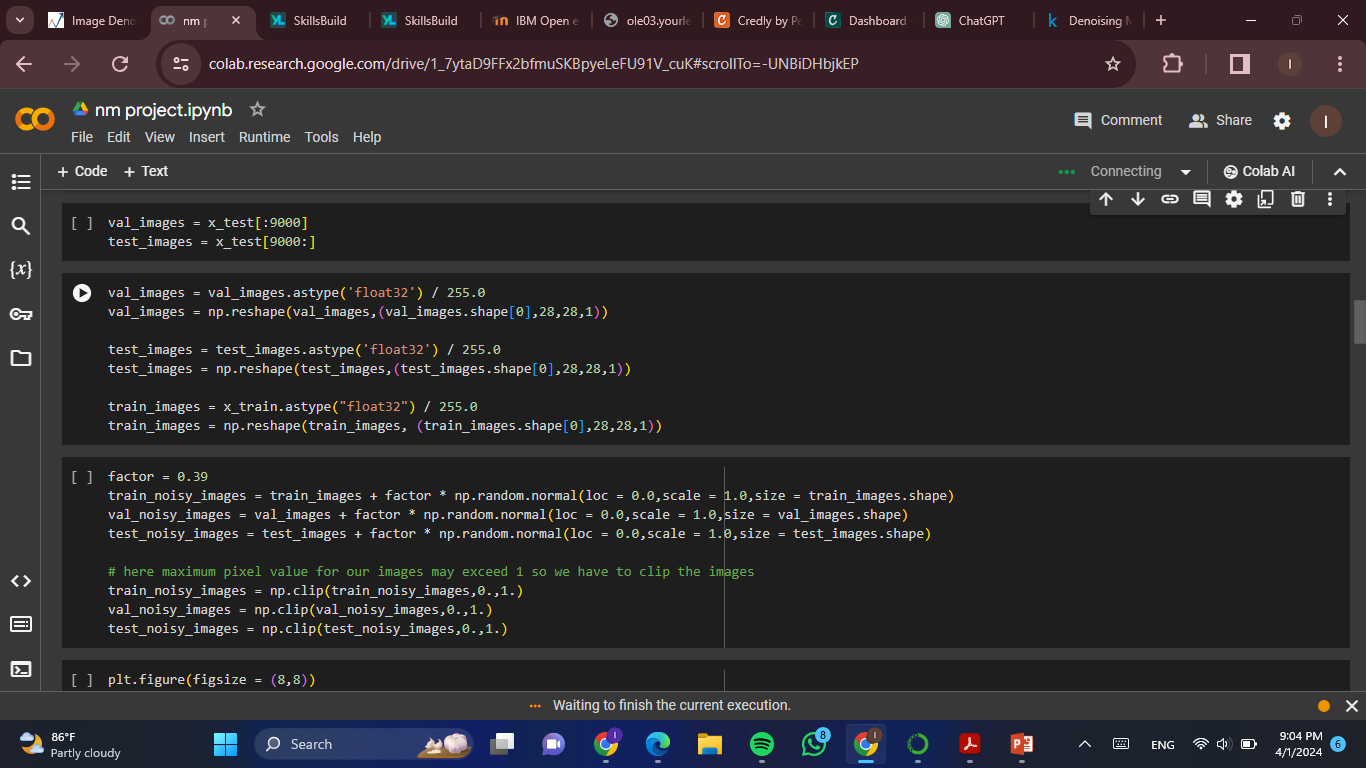 Image Deno
nm p
SkillsBuild
SkillsBuild
IBM Open e
ole03.yourle
Credly by Pe
Dashboard
ChatGPT
Denoising M
colab.research.google.com/drive/1_7ytaD9FFx2bfmuSKBpyeLeFU91V_cuK#scrollTo=-UNBiDHbjkEP
nm project.ipynb
File Edit View Insert Runtime Tools Help
Comment
Share
+ Code + Text
Connecting
Colab AI
[ ] val_images = x_test[:9000]
test_images = x_test[9000:]
val_images = val_images.astype('float32') / 255.0
val_images = np.reshape(val_images,(val_images.shape[0],28,28,1))
test_images = test_images.astype('float32') / 255.0
test_images = np.reshape(test_images,(test_images.shape[0],28,28,1))
train_images = x_train.astype("float32") / 255.0
train_images = np.reshape(train_images, (train_images.shape[0],28,28,1))
[ ] factor = 0.39
train_noisy_images = train_images + factor * np.random.normal(loc = 0.0,scale = 1.0,size = train_images.shape)
val_noisy_images = val_images + factor * np.random.normal(loc = 0.0,scale = 1.0,size = val_images.shape)
test_noisy_images = test_images + factor * np.random.normal(loc = 0.0,scale = 1.0,size = test_images.shape)
# here maximum pixel value for our images may exceed 1 so we have to clip the images
train_noisy_images = np.clip(train_noisy_images,0.,1.)
val_noisy_images = np.clip(val_noisy_images,0.,1.)
test_noisy_images = np.clip(test_noisy_images,0.,1.)
[ ] plt.figure(figsize = (8,8))
Waiting to finish the current execution.
86°F
Partly cloudy
Search
8
ENG
9:04 PM
4/1/2024
6